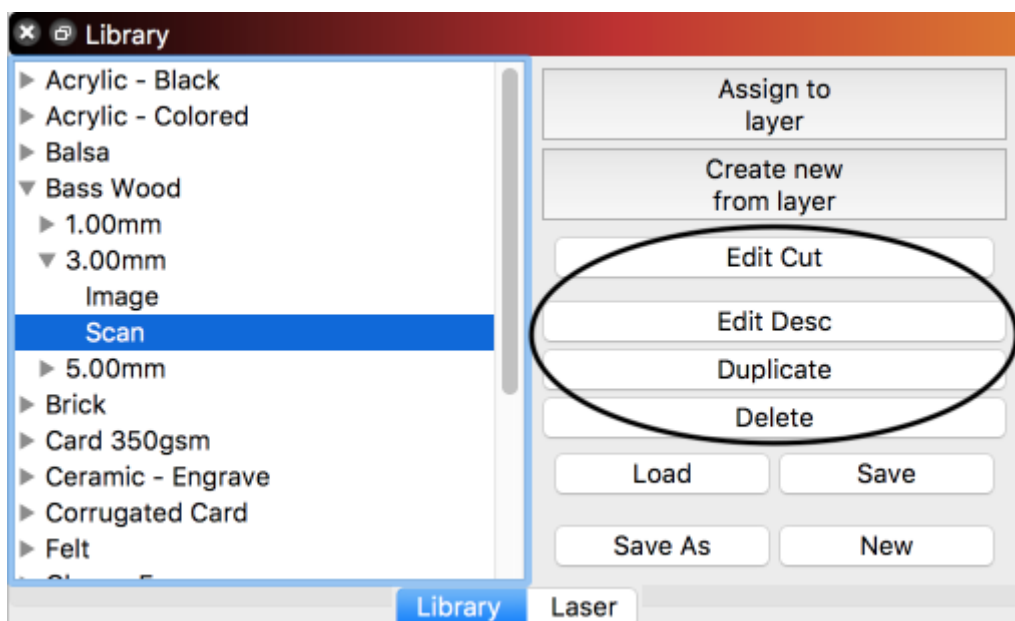 Library
Acrylic - Black
Acrylic - Colored
Balsa
Bass Wood
1.00mm
3.00mm
Image
Scan
5.00mm
Brick
Card 350gsm
Ceramic - Engrave
Corrugated Card
Felt
Assign to
layer
Create new
from layer
Edit Cut
Edit Desc
Duplicate
Delete
Load
Save
Save As
New
Library
Laser